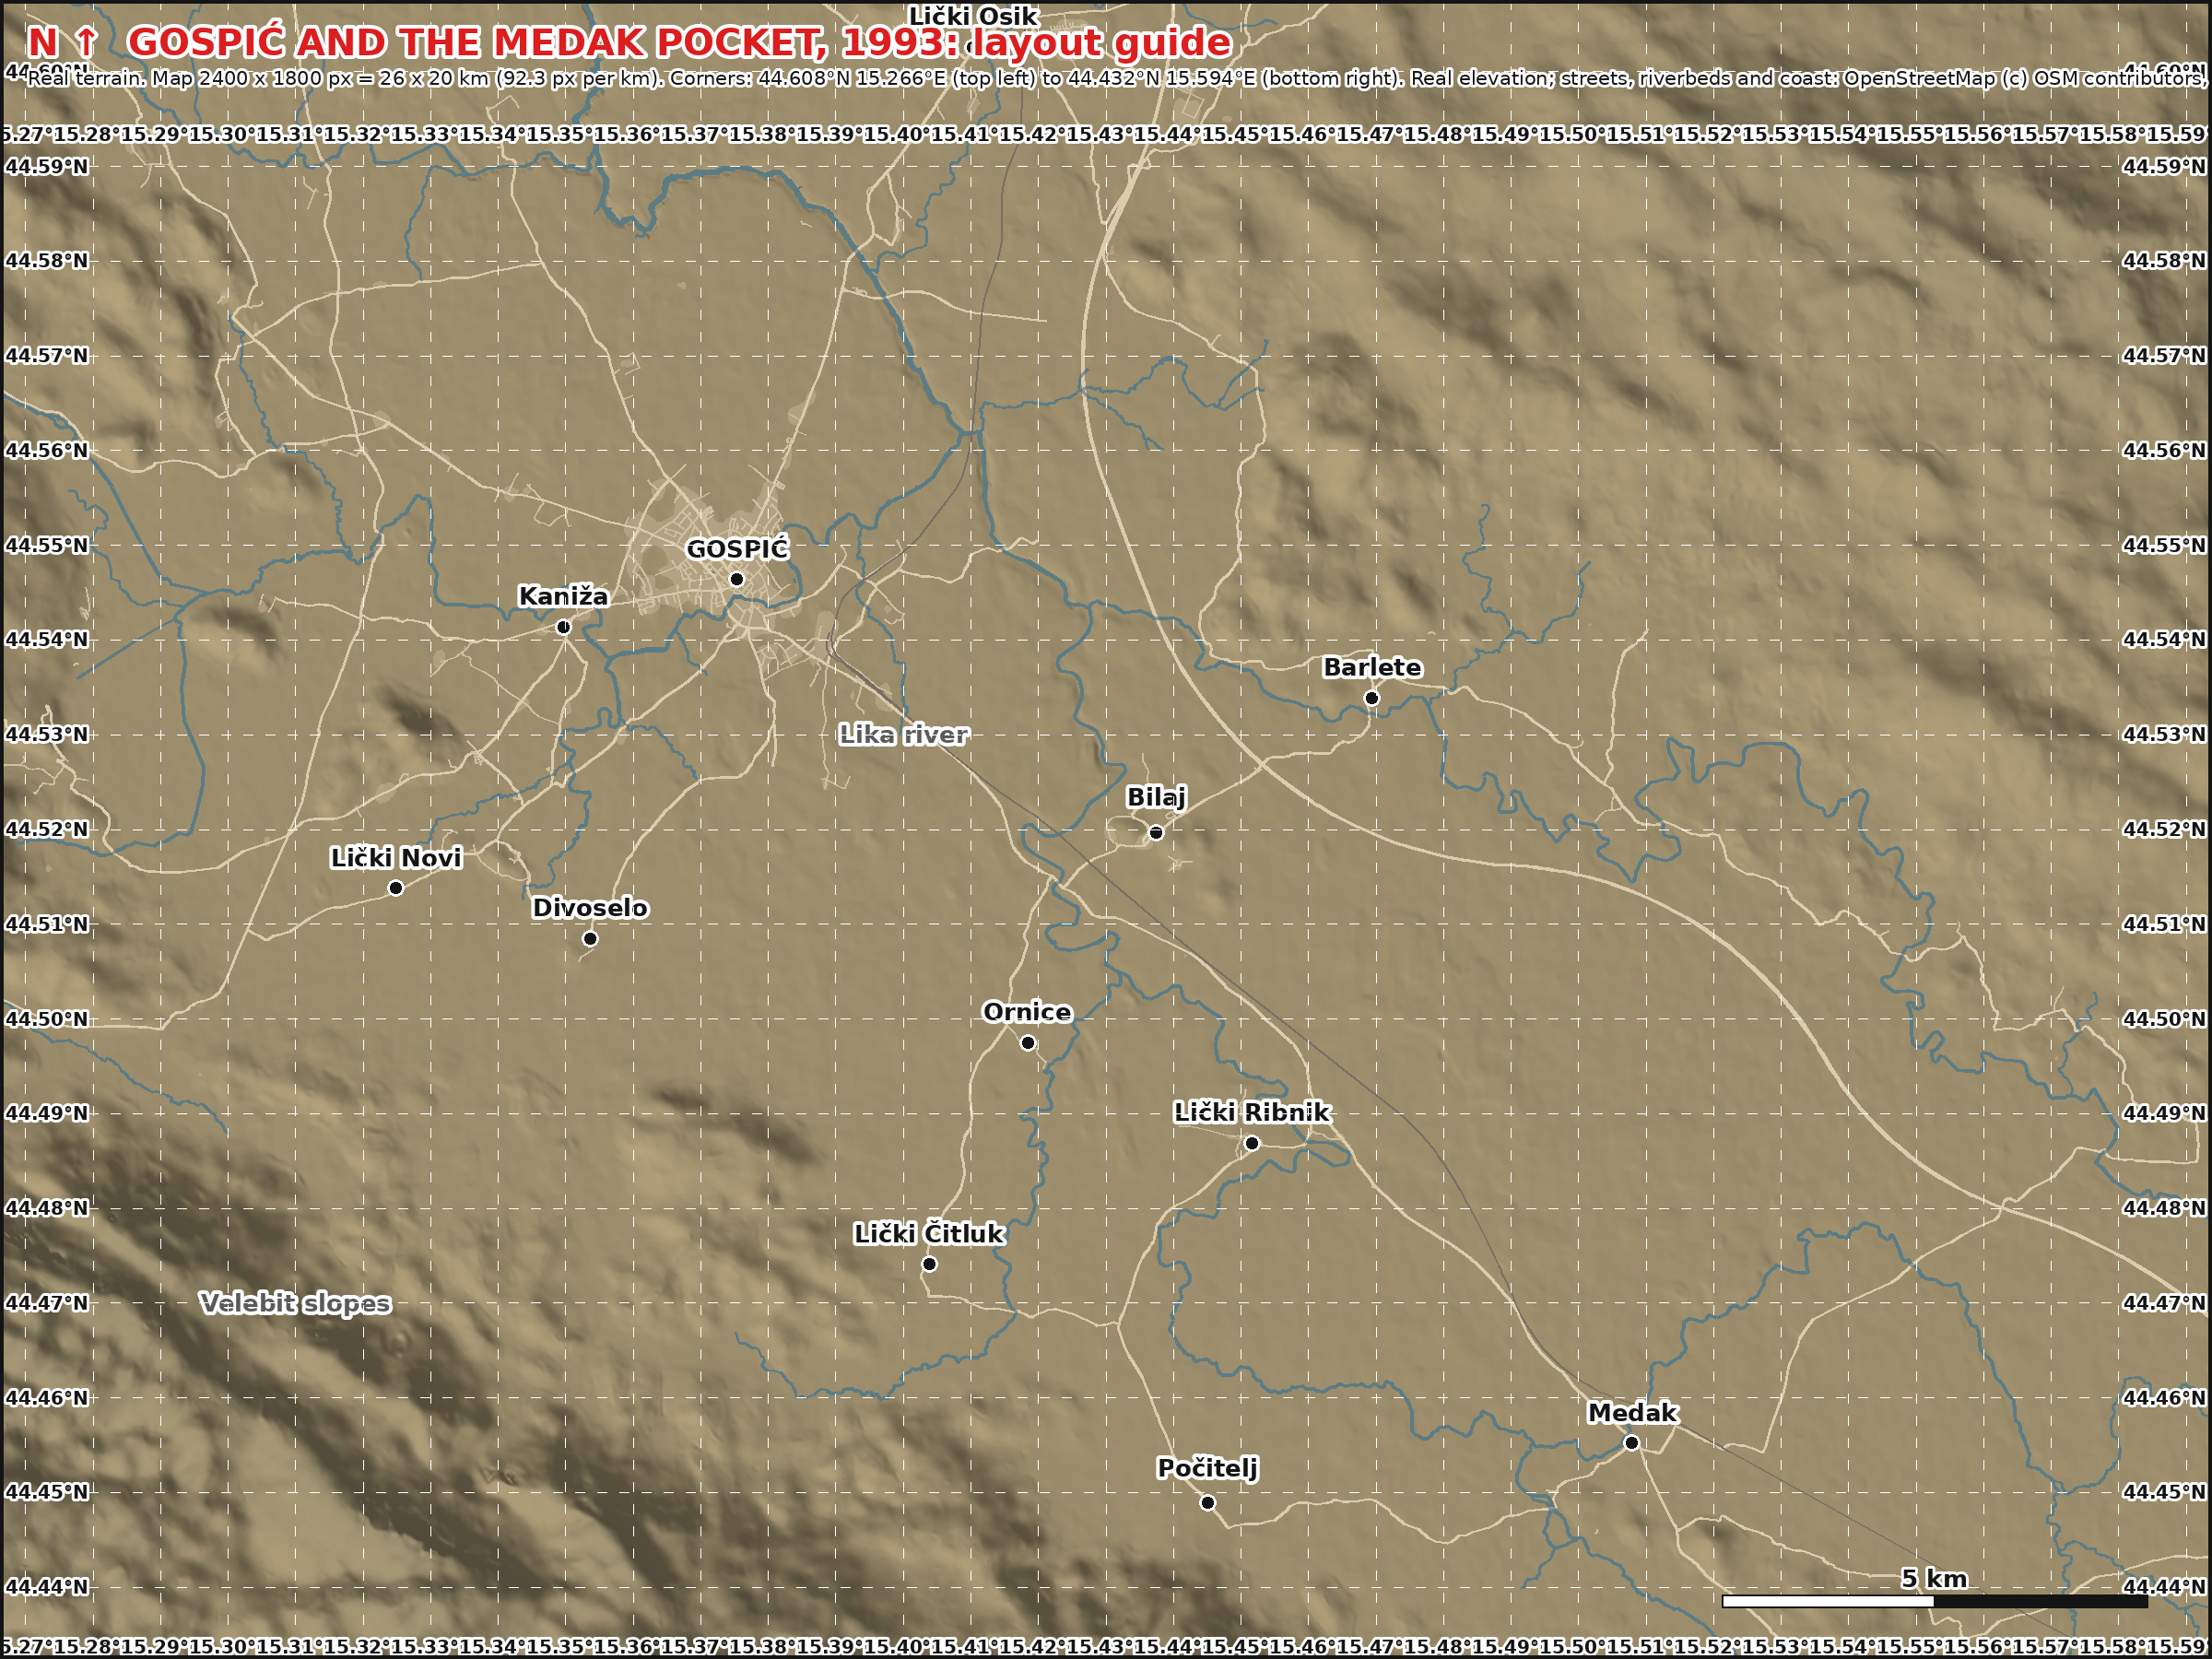 Lički Osik
N ↑ GOSPIĆ AND THE MEDAK POCKET, 1993: layout guide
44.60°N 44.60°N
Real terrain. Map 2400 x 1800 px = 26 x 20 km (92.3 px per km). Corners: 44.608°N 15.266°E (top left) to 44.432°N 15.594°E (bottom right). Real elevation; streets, riverbeds and coast: OpenStreetMap (c) OSM contributors,
5.27°15.28°15.29°15.30°15.31°15.32°15.33°15.34°15.35°15.36°15.37°15.38°15.39°15.40°15.41°15.42°15.43°15.44°15.45°15.46°15.47°15.48°15.49°15.50°15.51°15.52°15.53°15.54°15.55°15.56°15.57°15.58°15.59°
44.59°N 44.59°N
44.58°N 44.58°N
44.57°N 44.57°N
44.56°N 44.56°N
44.55°N 44.55°N
GOSPIĆ
Kaniža
44.54°N 44.54°N
Barlete
44.53°N Lika river 44.53°N
Bilaj
44.52°N 44.52°N
Lički Novi
Divoselo
44.51°N 44.51°N
Ornice
44.50°N 44.50°N
44.49°N Lički Ribnik 44.49°N
44.48°N 44.48°N
Lički Čitluk
44.47°N Velebit slopes 44.47°N
44.46°N 44.46°N
Medak
Počitelj
44.45°N 44.45°N
5 km
44.44°N 44.44°N
5.27°15.28°15.29°15.30°15.31°15.32°15.33°15.34°15.35°15.36°15.37°15.38°15.39°15.40°15.41°15.42°15.43°15.44°15.45°15.46°15.47°15.48°15.49°15.50°15.51°15.52°15.53°15.54°15.55°15.56°15.57°15.58°15.59°